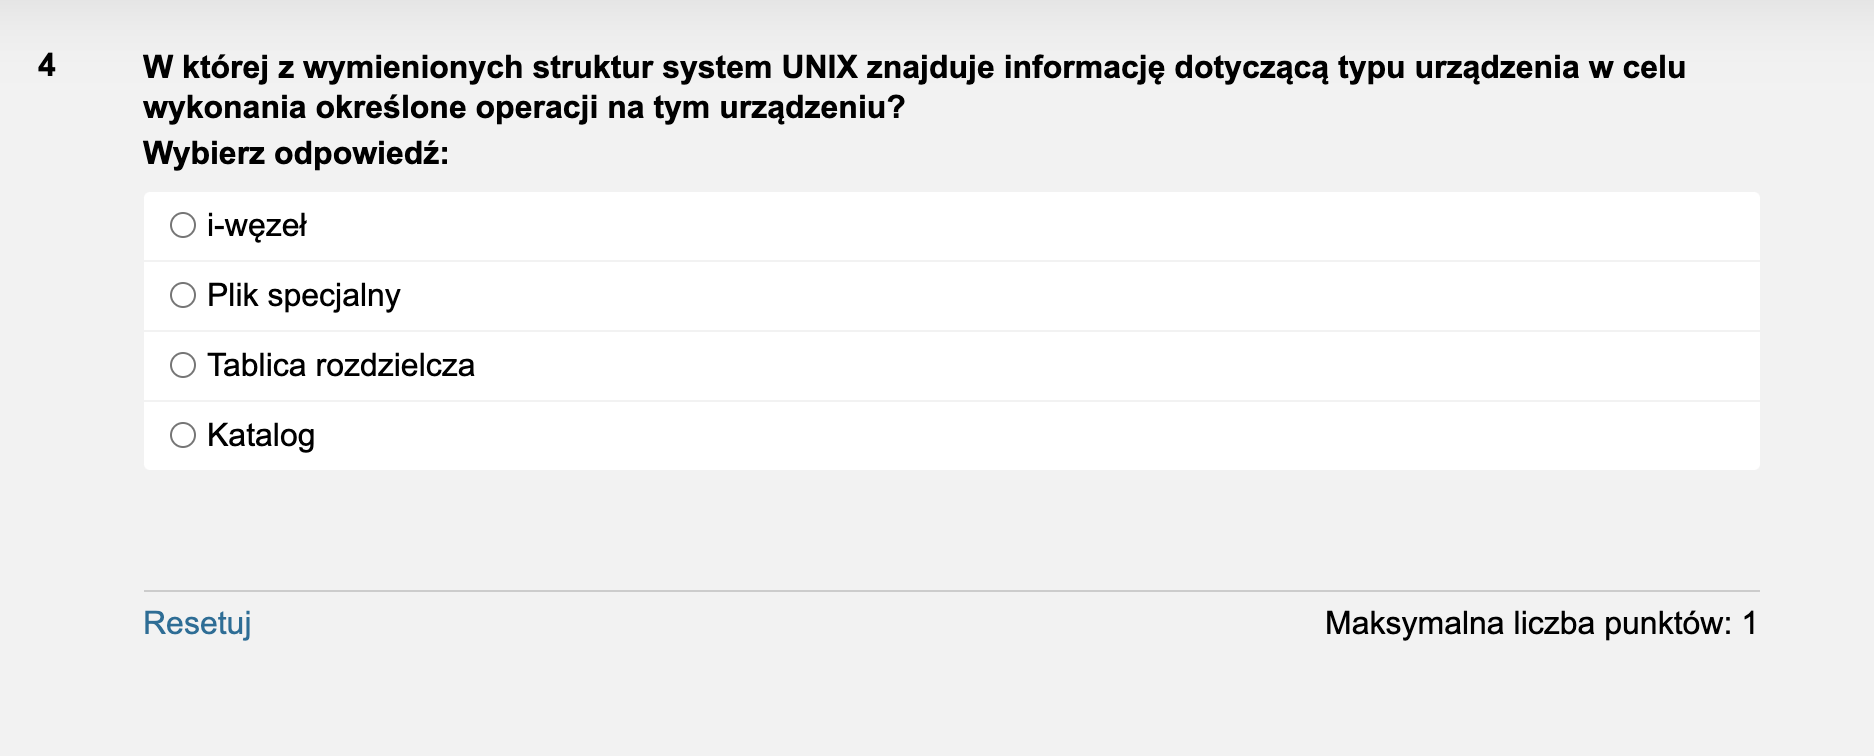 4
W której z wymienionych struktur system UNIX znajduje informację dotyczącą typu urządzenia w celu
wykonania określone operacji na tym urządzeniu?
Wybierz odpowiedź:
i-węzeł
Plik specjalny
Tablica rozdzielcza
Katalog
Resetuj
Maksymalna liczba punktów: 1